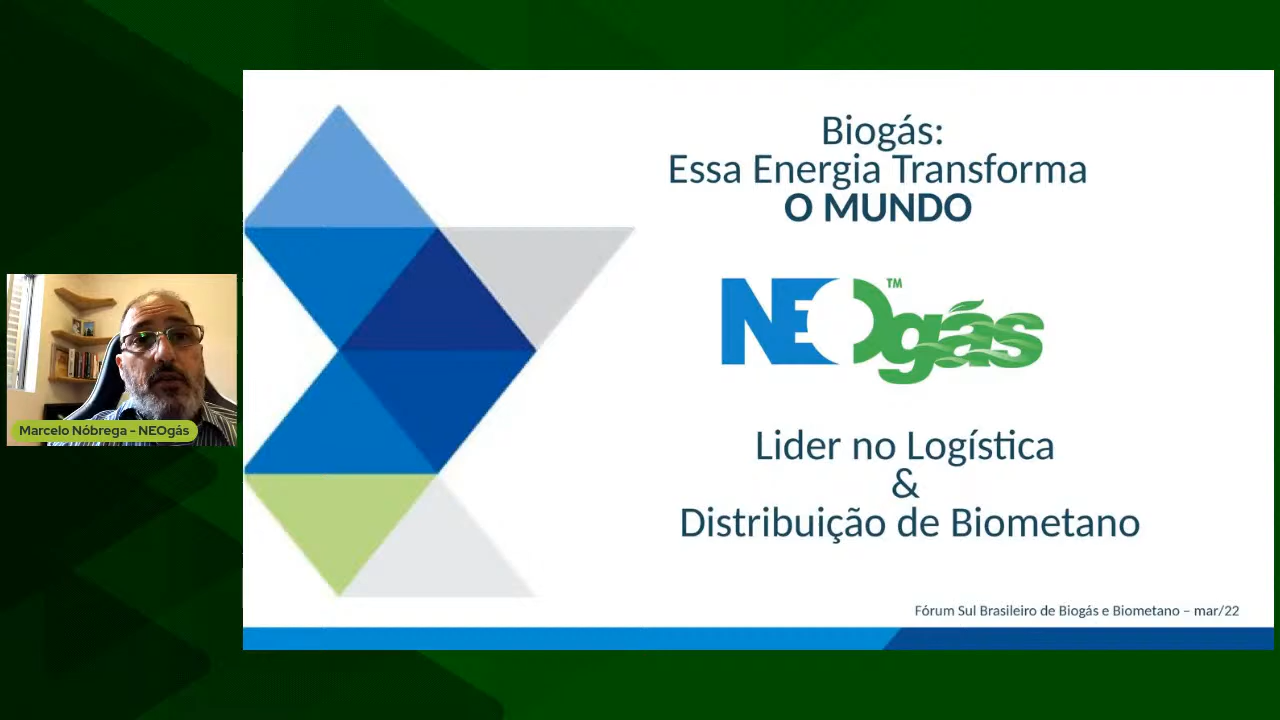 Biogás:
Essa Energia Transforma
O MUNDO
NEOgás™
Lider no Logística
&
Distribuição de Biometano
Fórum Sul Brasileiro de Biogás e Biometano – mar/22
Marcelo Nóbrega - NEOgás